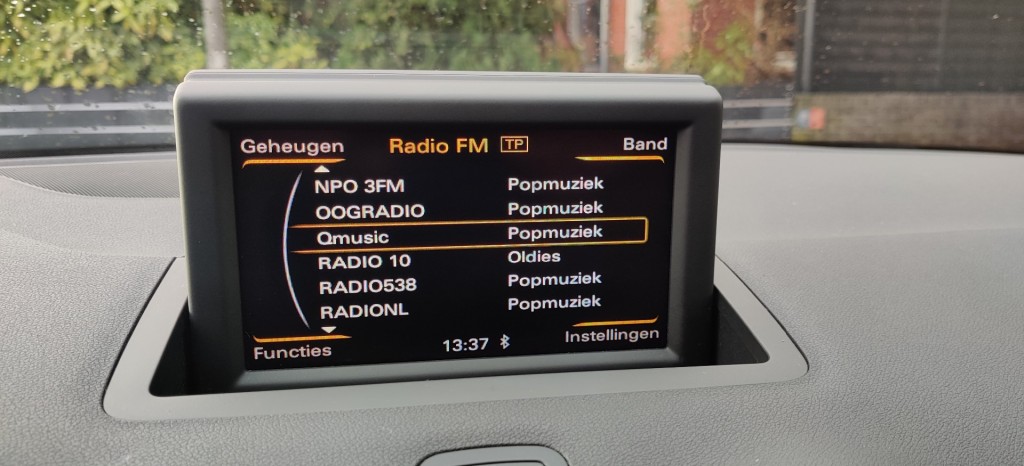 Geheugen Radio FM TP Band
NPO 3FM Popmuziek
OOGRADIO Popmuziek
Qmusic Popmuziek
RADIO 10 Oldies
RADIO538 Popmuziek
RADIONL Popmuziek
Functies 13:37 Instellingen